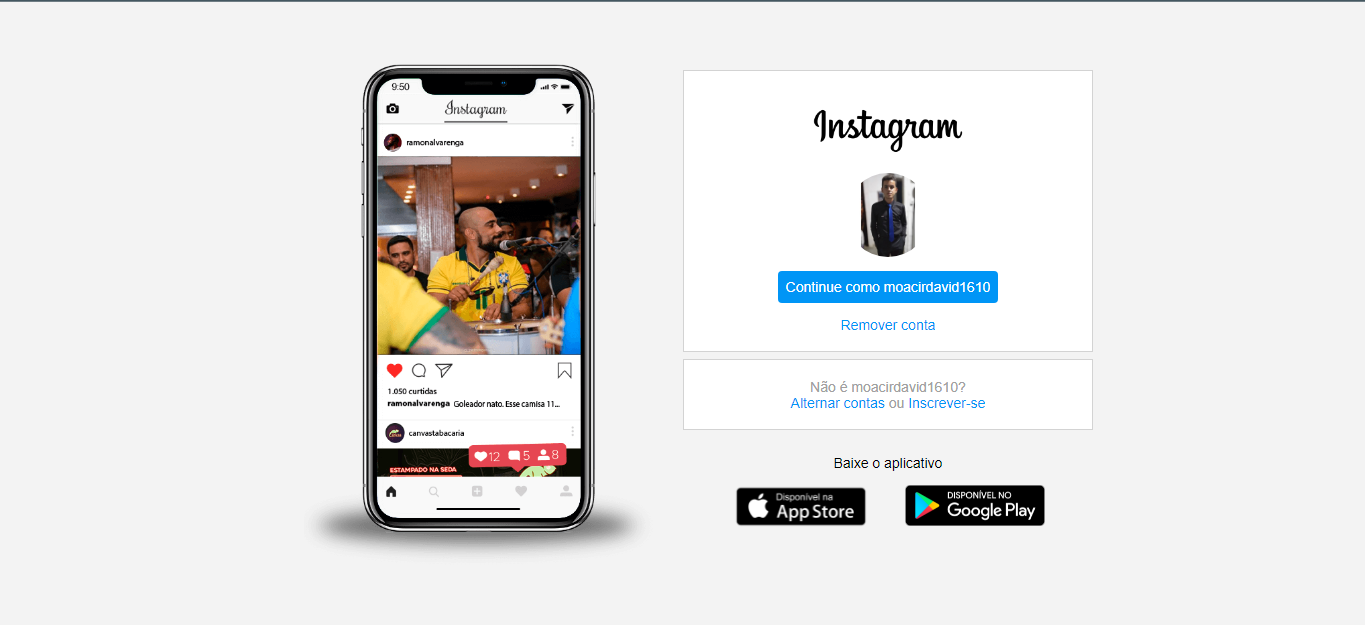 9:50
Instagram
ramonalvarenga
1.050 curtidas
ramonalvarenga Goleador nato. Esse camisa 11...
canvastabacaria
12 5 8
ESTAMPADO NA SEDA
Instagram
Continue como moacirdavid1610
Remover conta
Não é moacirdavid1610?
Alternar contas ou Inscrever-se
Baixe o aplicativo
Disponível na
App Store
DISPONÍVEL NO
Google Play